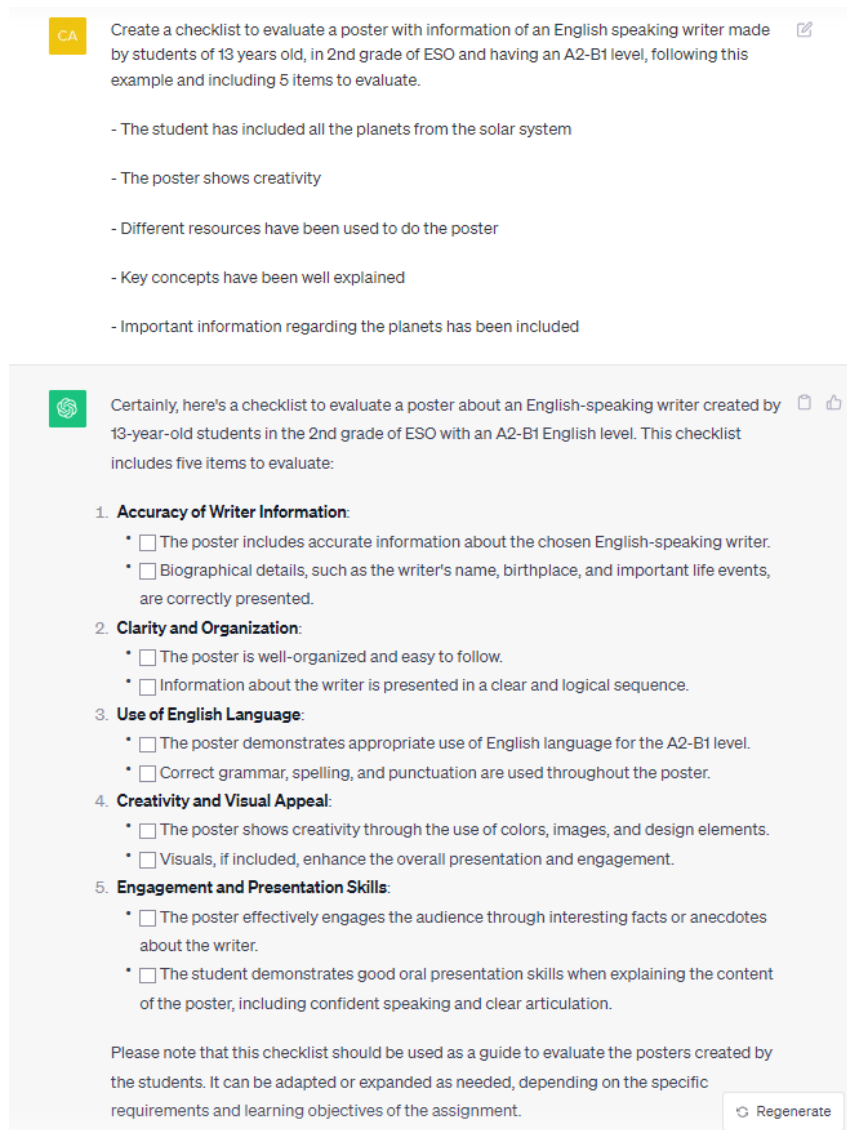 CA
Create a checklist to evaluate a poster with information of an English speaking writer made
by students of 13 years old, in 2nd grade of ESO and having an A2-B1 level, following this
example and including 5 items to evaluate.
- The student has included all the planets from the solar system
- The poster shows creativity
- Different resources have been used to do the poster
- Key concepts have been well explained
- Important information regarding the planets has been included
Certainly, here's a checklist to evaluate a poster about an English-speaking writer created by
13-year-old students in the 2nd grade of ESO with an A2-B1 English level. This checklist
includes five items to evaluate:
1. Accuracy of Writer Information:
• ☐ The poster includes accurate information about the chosen English-speaking writer.
• ☐ Biographical details, such as the writer's name, birthplace, and important life events,
are correctly presented.
2. Clarity and Organization:
• ☐ The poster is well-organized and easy to follow.
• ☐ Information about the writer is presented in a clear and logical sequence.
3. Use of English Language:
• ☐ The poster demonstrates appropriate use of English language for the A2-B1 level.
• ☐ Correct grammar, spelling, and punctuation are used throughout the poster.
4. Creativity and Visual Appeal:
• ☐ The poster shows creativity through the use of colors, images, and design elements.
• ☐ Visuals, if included, enhance the overall presentation and engagement.
5. Engagement and Presentation Skills:
• ☐ The poster effectively engages the audience through interesting facts or anecdotes
about the writer.
• ☐ The student demonstrates good oral presentation skills when explaining the content
of the poster, including confident speaking and clear articulation.
Please note that this checklist should be used as a guide to evaluate the posters created by
the students. It can be adapted or expanded as needed, depending on the specific
requirements and learning objectives of the assignment.
Regenerate